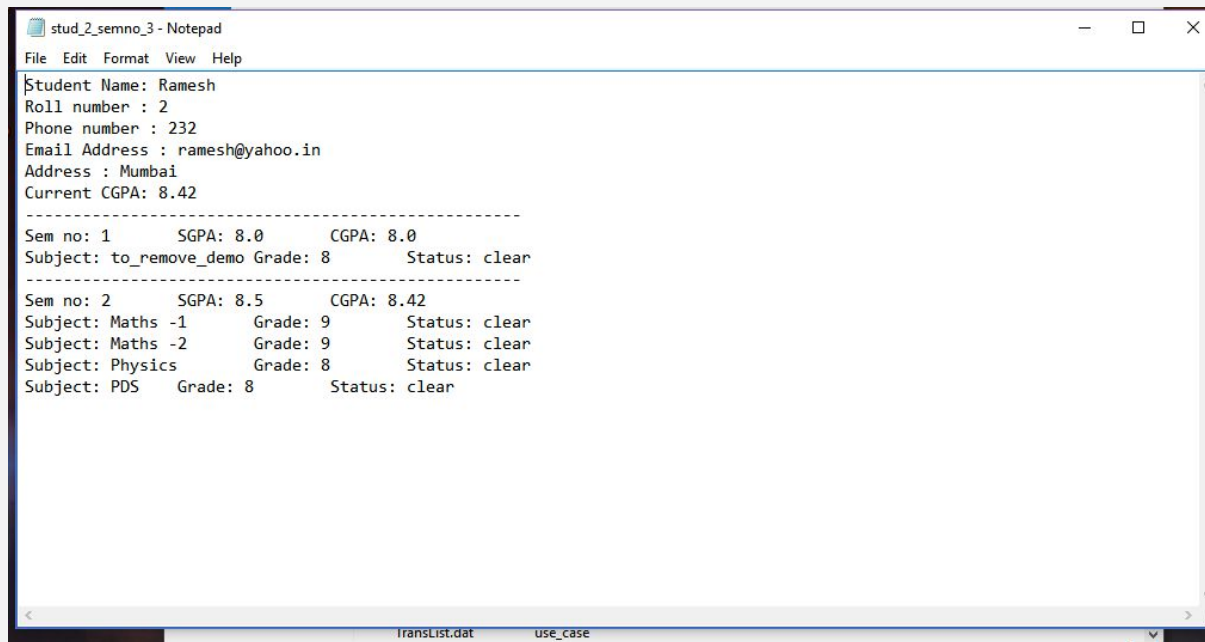 stud_2_semno_3 - Notepad
File Edit Format View Help
Student Name: Ramesh
Roll number : 2
Phone number : 232
Email Address : ramesh@yahoo.in
Address : Mumbai
Current CGPA: 8.42
----------------------------------------------------
Sem no: 1 SGPA: 8.0 CGPA: 8.0
Subject: to_remove_demo Grade: 8 Status: clear
----------------------------------------------------
Sem no: 2 SGPA: 8.5 CGPA: 8.42
Subject: Maths -1 Grade: 9 Status: clear
Subject: Maths -2 Grade: 9 Status: clear
Subject: Physics Grade: 8 Status: clear
Subject: PDS Grade: 8 Status: clear
TransList.dat use_case